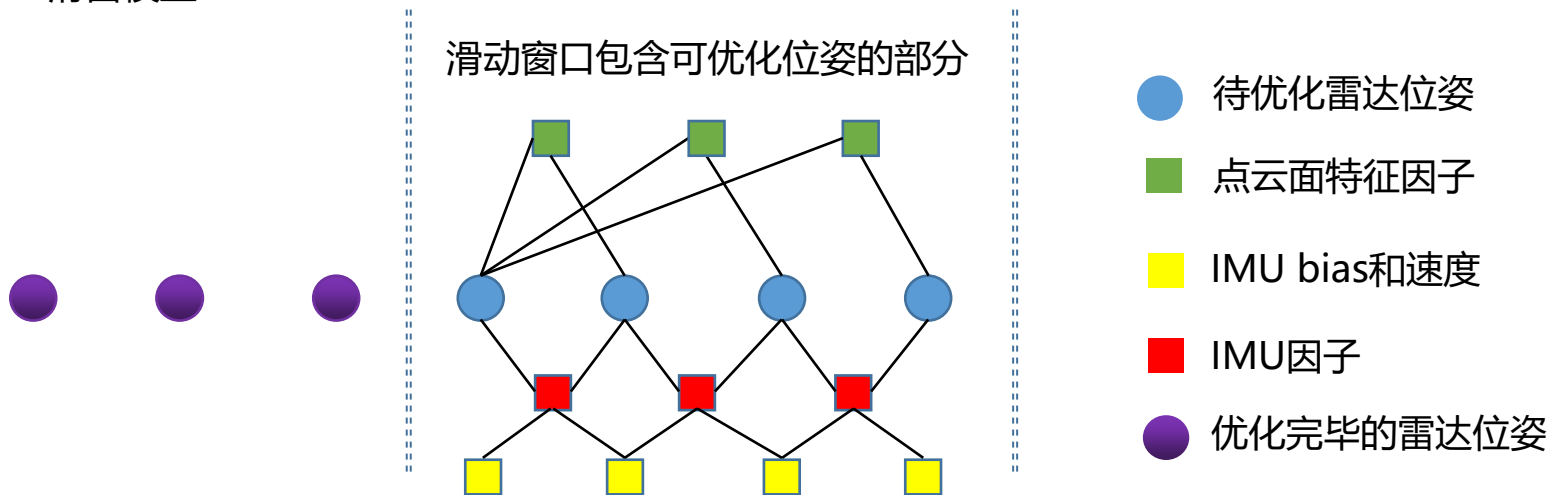 滑动窗口包含可优化位姿的部分
待优化雷达位姿
点云面特征因子
IMU bias和速度
IMU因子
优化完毕的雷达位姿